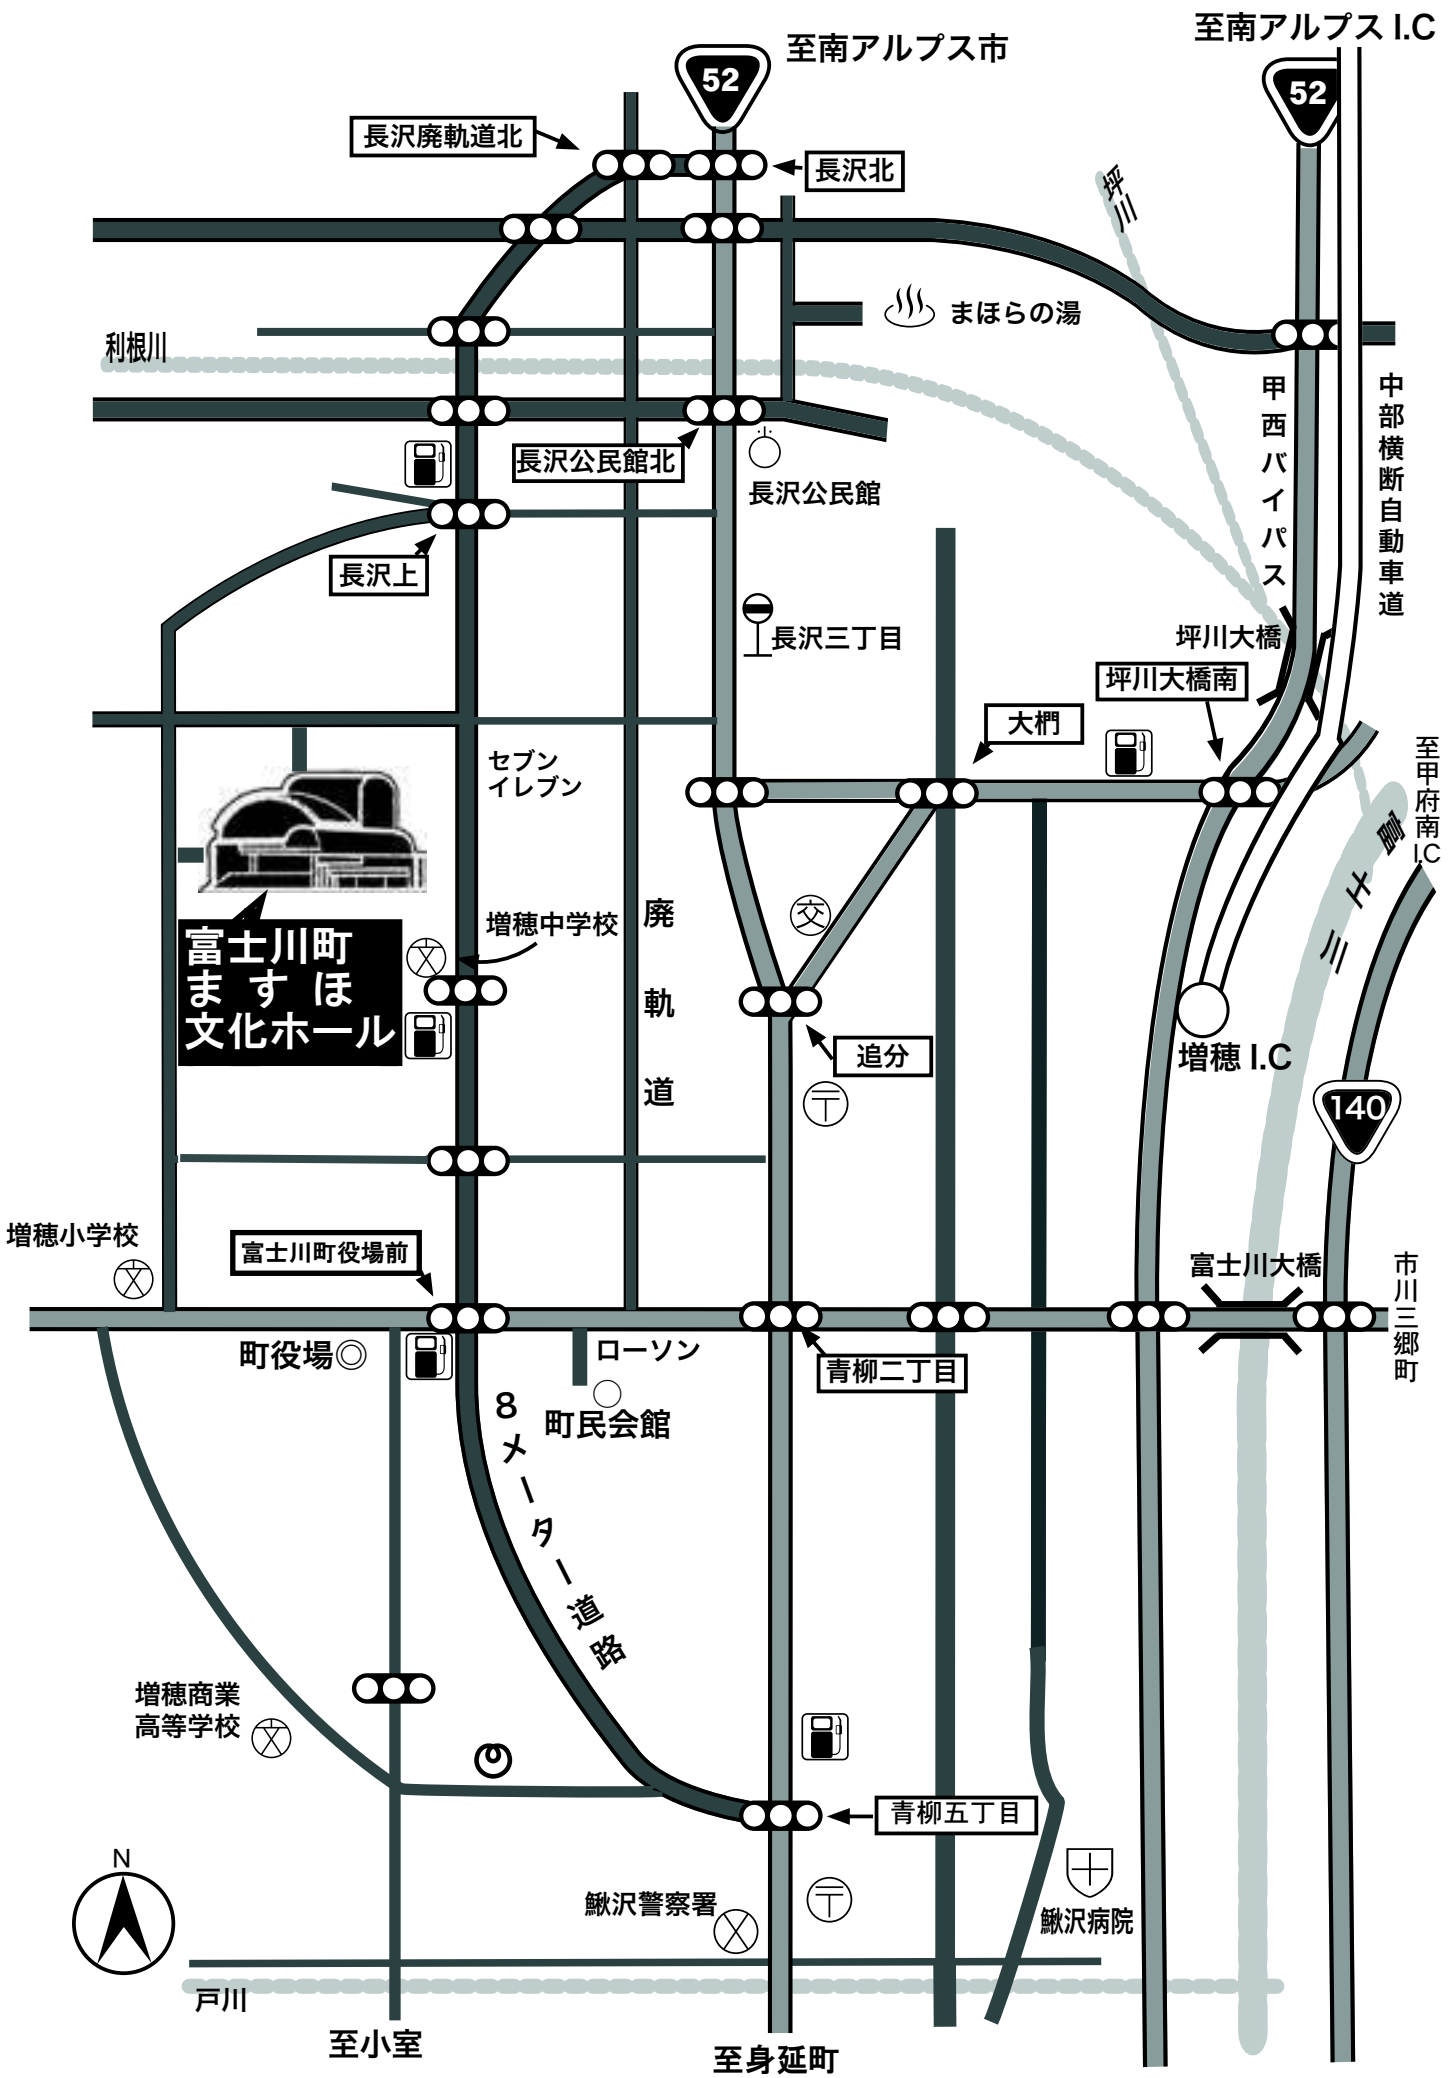 至南アルプス I.C
至南アルプス市
52
52
長沢廃軌道北
長沢北
坪川
まほらの湯
利根川
甲西バイパス
中部横断自動車道
長沢公民館北
長沢公民館
長沢上
長沢三丁目
坪川大橋
坪川大橋南
大椚
至甲府南I.C
セブン
イレブン
富士川
増穂中学校
交
廃軌道
富士川町
ますほ
文化ホール
文
追分
増穂 I.C
〒
140
増穂小学校
文
富士川町役場前
富士川大橋
市川三郷町
町役場
ローソン
青柳二丁目
町民会館
8メーター道路
増穂商業
高等学校
文
青柳五丁目
N
鰍沢警察署
〒
鰍沢病院
戸川
至小室
至身延町